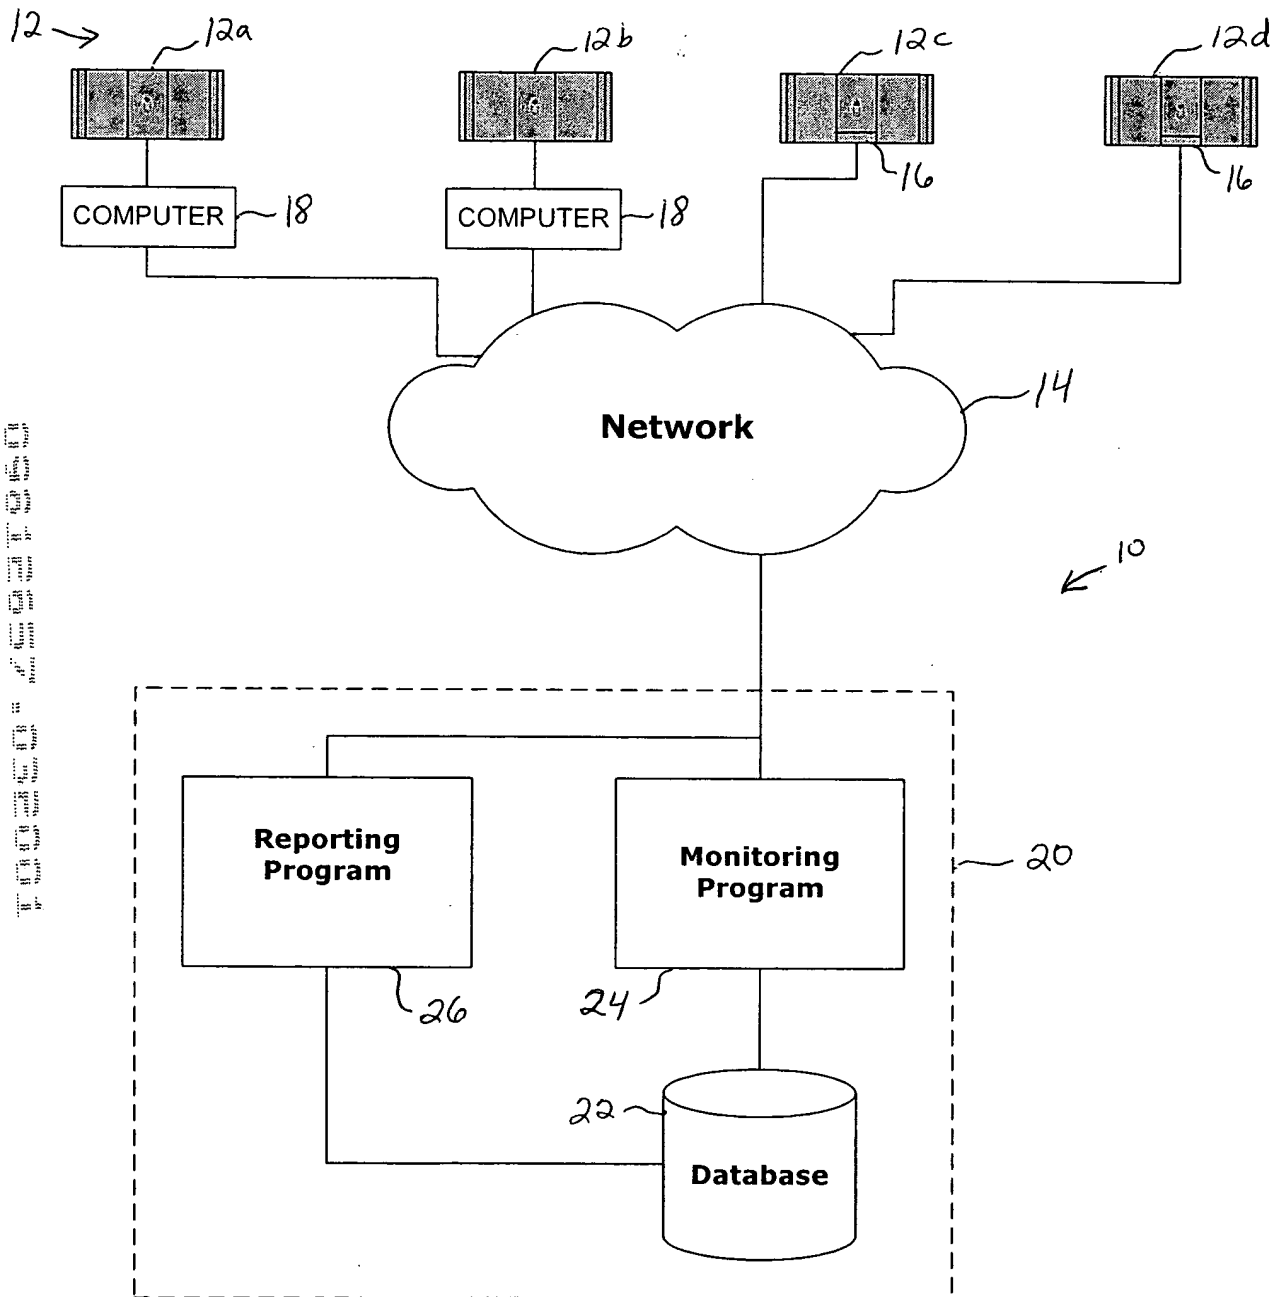 12
12a
12b
12c
12d
16
16
COMPUTER
18
COMPUTER
18
Network
14
10
Reporting
Program
Monitoring
Program
20
26
24
22
Database